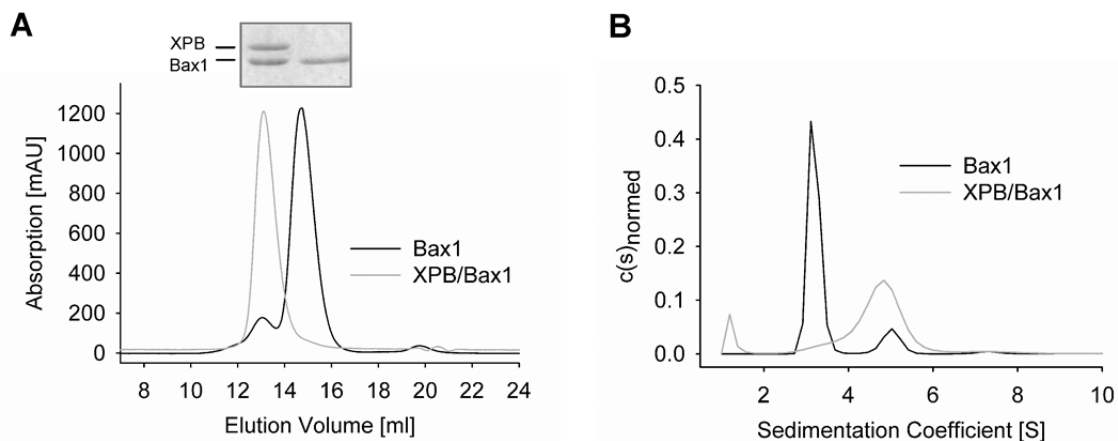 A
XPB
Bax1
1200
1000
800
600
400
200
0
Absorption [mAU]
Bax1
XPB/Bax1
8 10 12 14 16 18 20 22 24
Elution Volume [ml]
B
0.5
0.4
0.3
0.2
0.1
0.0
c(s)normed
Bax1
XPB/Bax1
2 4 6 8 10
Sedimentation Coefficient [S]